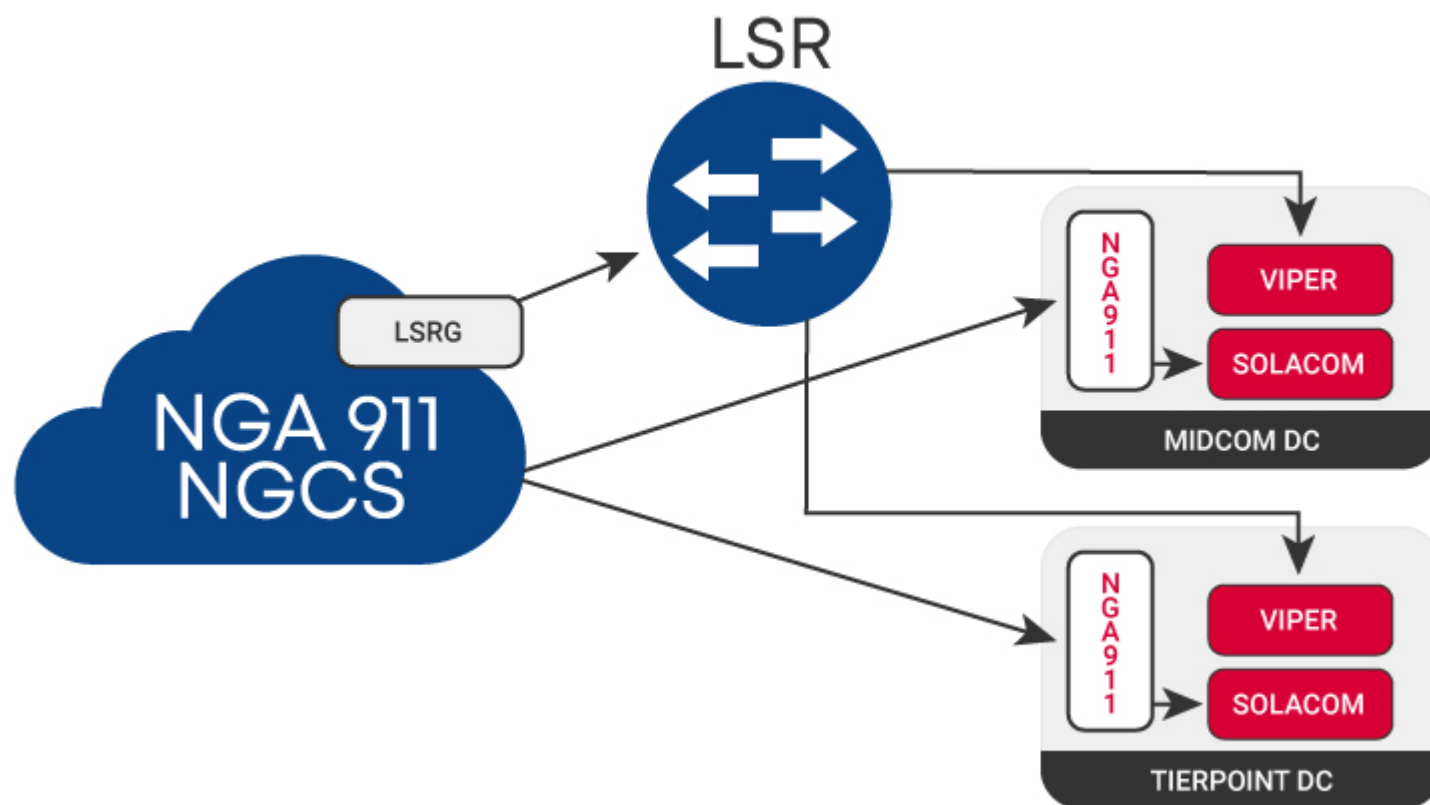 LSR
LSRG
NGA 911
NGCS
NGA911
VIPER
SOLACOM
MIDCOM DC
NGA911
VIPER
SOLACOM
TIERPOINT DC